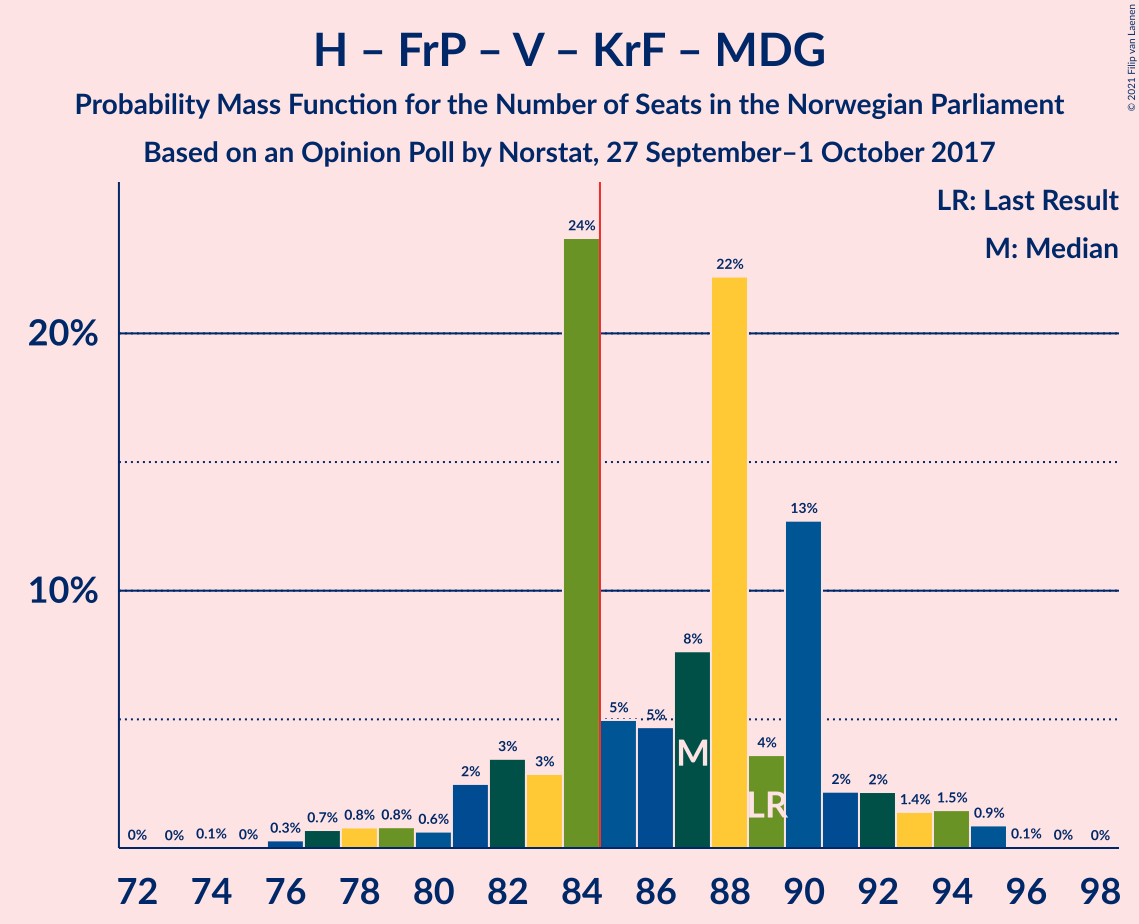 H – FrP – V – KrF – MDG
Probability Mass Function for the Number of Seats in the Norwegian Parliament
Based on an Opinion Poll by Norstat, 27 September–1 October 2017
© 2021 Filip van Laenen
LR: Last Result
M: Median
20%
10%
0% 0% 0.1% 0% 0.3% 0.7% 0.8% 0.8% 0.6% 2% 3% 3% 24% 5% 5% 8% 22% 4% 13% 2% 2% 1.4% 1.5% 0.9% 0.1% 0% 0%
M
LR
72 74 76 78 80 82 84 86 88 90 92 94 96 98